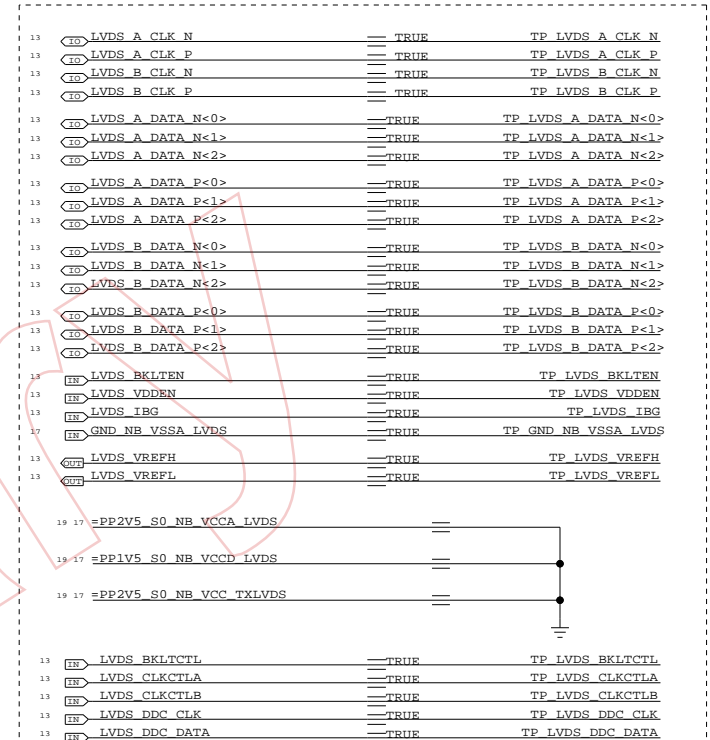 13 IO LVDS_A_CLK_N TRUE TP_LVDS_A_CLK_N
13 IO LVDS_A_CLK_P TRUE TP_LVDS_A_CLK_P
13 IO LVDS_B_CLK_N TRUE TP_LVDS_B_CLK_N
13 IO LVDS_B_CLK_P TRUE TP_LVDS_B_CLK_P
13 IO LVDS_A_DATA_N<0> TRUE TP_LVDS_A_DATA_N<0>
13 IO LVDS_A_DATA_N<1> TRUE TP_LVDS_A_DATA_N<1>
13 IO LVDS_A_DATA_N<2> TRUE TP_LVDS_A_DATA_N<2>
13 IO LVDS_A_DATA_P<0> TRUE TP_LVDS_A_DATA_P<0>
13 IO LVDS_A_DATA_P<1> TRUE TP_LVDS_A_DATA_P<1>
13 IO LVDS_A_DATA_P<2> TRUE TP_LVDS_A_DATA_P<2>
13 IO LVDS_B_DATA_N<0> TRUE TP_LVDS_B_DATA_N<0>
13 IO LVDS_B_DATA_N<1> TRUE TP_LVDS_B_DATA_N<1>
13 IO LVDS_B_DATA_N<2> TRUE TP_LVDS_B_DATA_N<2>
13 IO LVDS_B_DATA_P<0> TRUE TP_LVDS_B_DATA_P<0>
13 IO LVDS_B_DATA_P<1> TRUE TP_LVDS_B_DATA_P<1>
13 IO LVDS_B_DATA_P<2> TRUE TP_LVDS_B_DATA_P<2>
13 IN LVDS_BKLTEN TRUE TP_LVDS_BKLTEN
13 IN LVDS_VDDEN TRUE TP_LVDS_VDDEN
13 IN LVDS_IBG TRUE TP_LVDS_IBG
17 IN GND_NB_VSSA_LVDS TRUE TP_GND_NB_VSSA_LVDS
13 OUT LVDS_VREFH TRUE TP_LVDS_VREFH
13 OUT LVDS_VREFL TRUE TP_LVDS_VREFL
19 17 =PP2V5_S0_NB_VCCA_LVDS
19 17 =PP1V5_S0_NB_VCCD_LVDS
19 17 =PP2V5_S0_NB_VCC_TXLVDS
13 IN LVDS_BKLTCTL TRUE TP_LVDS_BKLTCTL
13 IN LVDS_CLKCTLA TRUE TP_LVDS_CLKCTLA
13 IN LVDS_CLKCTLB TRUE TP_LVDS_CLKCTLB
13 IN LVDS_DDC_CLK TRUE TP_LVDS_DDC_CLK
13 IN LVDS_DDC_DATA TRUE TP_LVDS_DDC_DATA